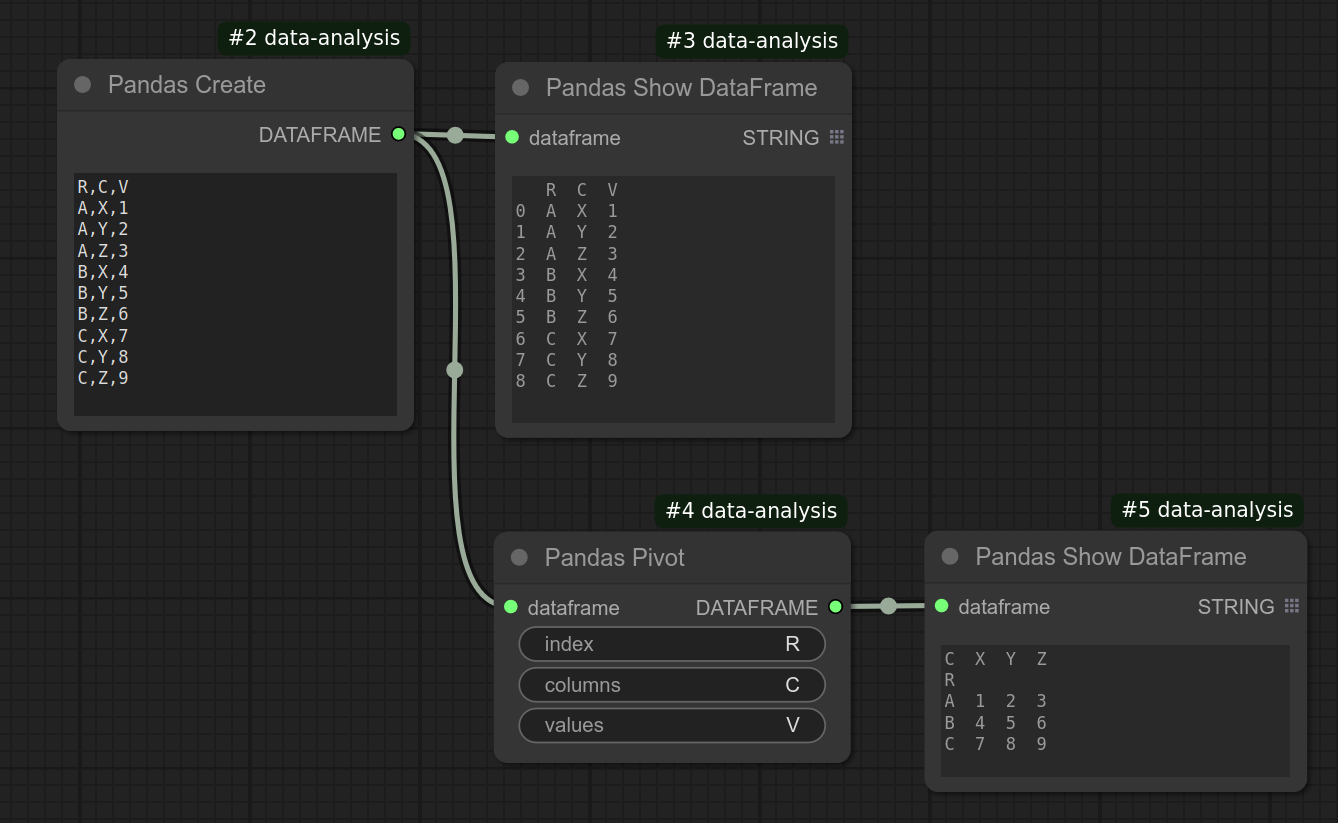 #2 data-analysis
Pandas Create
DATAFRAME
R,C,V
A,X,1
A,Y,2
A,Z,3
B,X,4
B,Y,5
B,Z,6
C,X,7
C,Y,8
C,Z,9
#3 data-analysis
Pandas Show DataFrame
dataframe STRING
R C V
0 A X 1
1 A Y 2
2 A Z 3
3 B X 4
4 B Y 5
5 B Z 6
6 C X 7
7 C Y 8
8 C Z 9
#4 data-analysis
Pandas Pivot
dataframe DATAFRAME
index R
columns C
values V
#5 data-analysis
Pandas Show DataFrame
dataframe STRING
C X Y Z
R
A 1 2 3
B 4 5 6
C 7 8 9